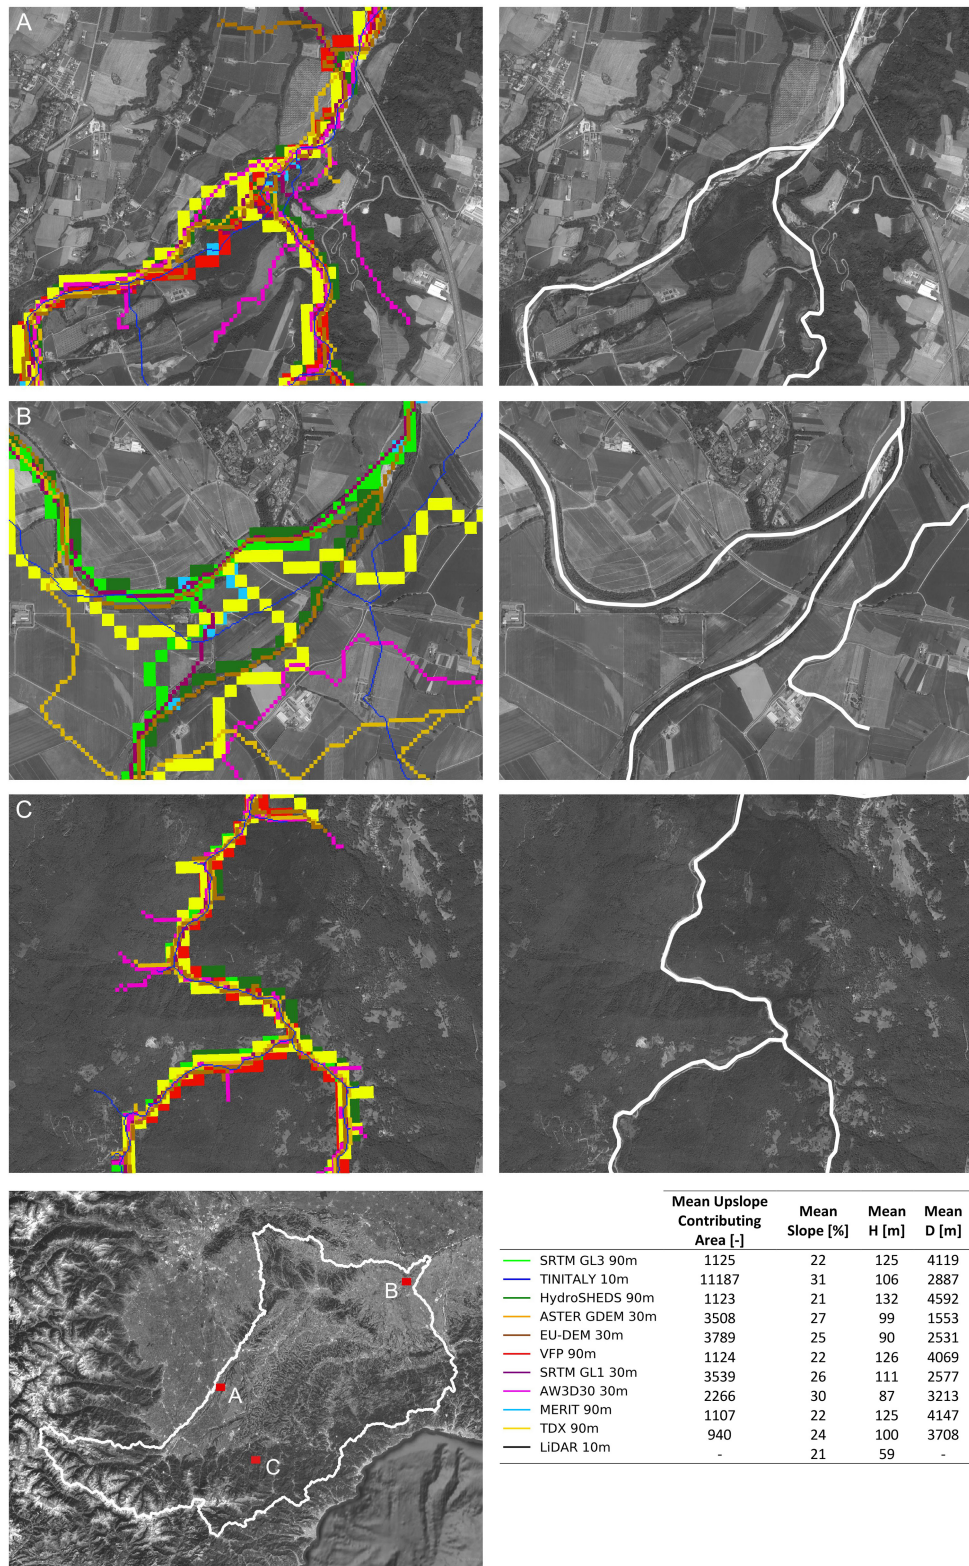 A
B
C
A
B
C
Mean Upslope Contributing Area [-] Mean Slope [%] Mean H [m] Mean D [m]
SRTM GL3 90m 1125 22 125 4119
TINITALY 10m 11187 31 106 2887
HydroSHEDS 90m 1123 21 132 4592
ASTER GDEM 30m 3508 27 99 1553
EU-DEM 30m 3789 25 90 2531
VFP 90m 1124 22 126 4069
SRTM GL1 30m 3539 26 111 2577
AW3D30 30m 2266 30 87 3213
MERIT 90m 1107 22 125 4147
TDX 90m 940 24 100 3708
LiDAR 10m - 21 59 -